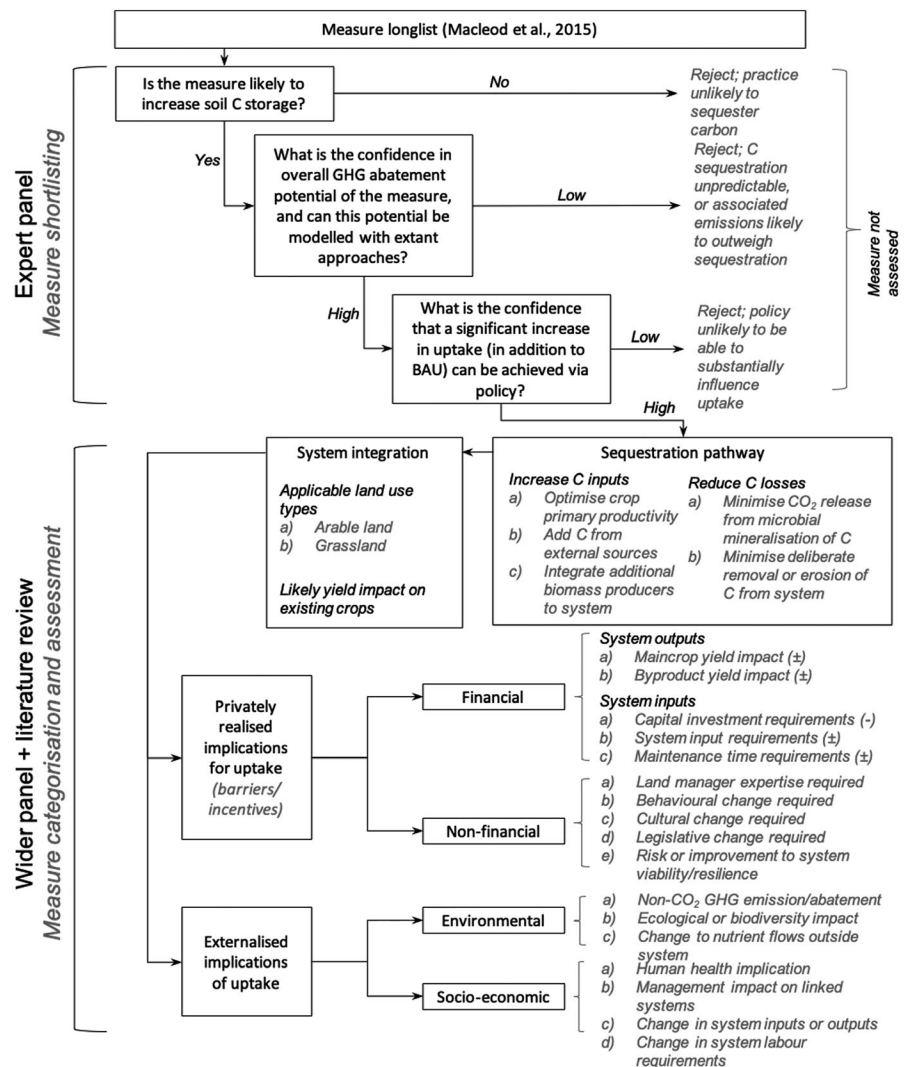 Measure longlist (Macleod et al., 2015)
Expert panel
Measure shortlisting
Is the measure likely to
increase soil C storage?
No
Reject; practice
unlikely to
sequester
carbon
Yes
What is the confidence in
overall GHG abatement
potential of the measure,
and can this potential be
modelled with extant
approaches?
Low
Reject; C
sequestration
unpredictable,
or associated
emissions likely
to outweigh
sequestration
High
What is the confidence
that a significant increase
in uptake (in addition to
BAU) can be achieved via
policy?
Low
Reject; policy
unlikely to be
able to
substantially
influence
uptake
Measure not
assessed
High
Wider panel + literature review
Measure categorisation and assessment
System integration
Applicable land use
types
a) Arable land
b) Grassland
Likely yield impact on
existing crops
Sequestration pathway
Increase C inputs
a) Optimise crop
primary productivity
b) Add C from
external sources
c) Integrate additional
biomass producers
to system
Reduce C losses
a) Minimise CO₂ release
from microbial
mineralisation of C
b) Minimise deliberate
removal or erosion of
C from system
Privately
realised
implications
for uptake
(barriers/
incentives)
Financial
System outputs
a) Maincrop yield impact (±)
b) Byproduct yield impact (±)
System inputs
a) Capital investment requirements (-)
b) System input requirements (±)
c) Maintenance time requirements (±)
Non-financial
a) Land manager expertise required
b) Behavioural change required
c) Cultural change required
d) Legislative change required
e) Risk or improvement to system
viability/resilience
Externalised
implications
of uptake
Environmental
a) Non-CO₂ GHG emission/abatement
b) Ecological or biodiversity impact
c) Change to nutrient flows outside
system
Socio-economic
a) Human health implication
b) Management impact on linked
systems
c) Change in system inputs or outputs
d) Change in system labour
requirements